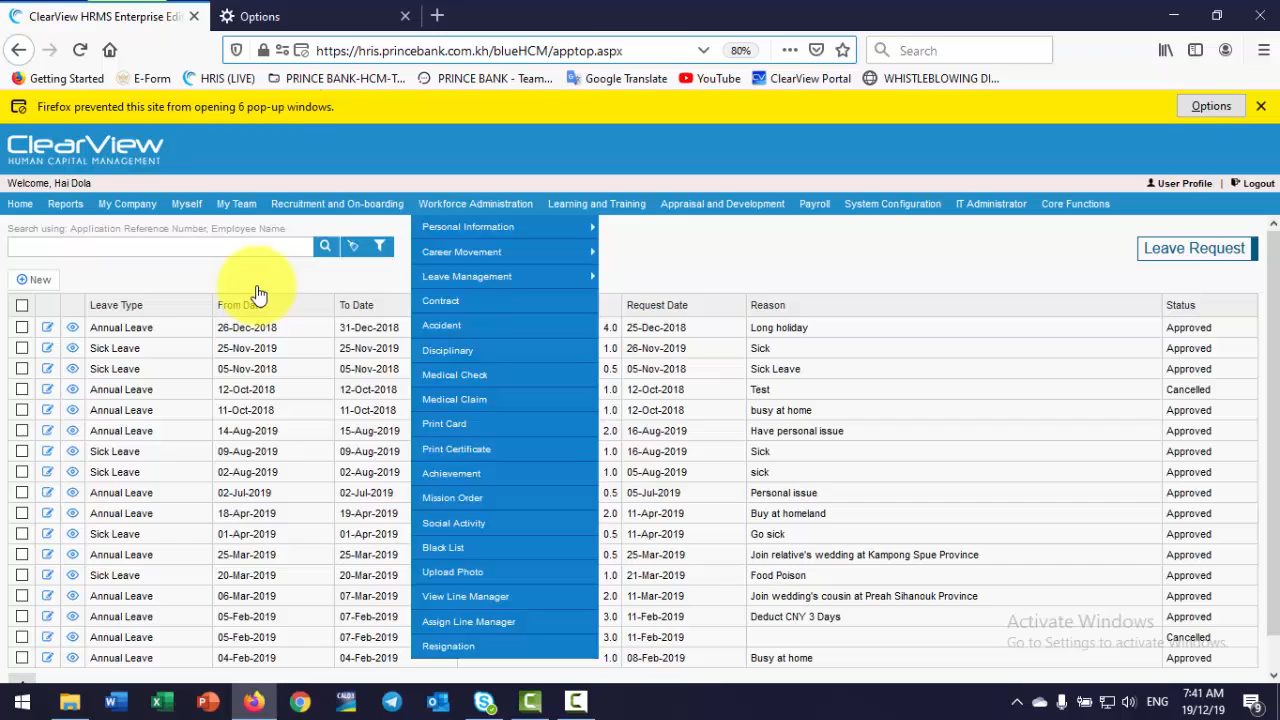 ClearView HRMS Enterprise Edi
Options
https://hris.princebank.com.kh/blueHCM/apptop.aspx
80%
Search
Getting Started
E-Form
HRIS (LIVE)
PRINCE BANK-HCM-T...
PRINCE BANK - Team...
Google Translate
YouTube
ClearView Portal
WHISTLEBLOWING DI...
Firefox prevented this site from opening 6 pop-up windows.
Options
ClearView
HUMAN CAPITAL MANAGEMENT
Welcome, Hai Dola
User Profile | Logout
Home Reports My Company Myself My Team Recruitment and On-boarding Workforce Administration Learning and Training Appraisal and Development Payroll System Configuration IT Administrator Core Functions
Search using: Application Reference Number, Employee Name
Leave Request
New
Personal Information
Career Movement
Leave Management
Contract
Accident
Disciplinary
Medical Check
Medical Claim
Print Card
Print Certificate
Achievement
Mission Order
Social Activity
Black List
Upload Photo
View Line Manager
Assign Line Manager
Resignation
Leave Type From To Date Request Date Reason Status
Annual Leave 26-Dec-2018 31-Dec-2018 4.0 25-Dec-2018 Long holiday Approved
Sick Leave 25-Nov-2019 25-Nov-2019 1.0 26-Nov-2019 Sick Approved
Sick Leave 05-Nov-2018 05-Nov-2018 0.5 05-Nov-2018 Sick Leave Approved
Annual Leave 12-Oct-2018 12-Oct-2018 1.0 12-Oct-2018 Test Cancelled
Annual Leave 11-Oct-2018 11-Oct-2018 1.0 12-Oct-2018 busy at home Approved
Annual Leave 14-Aug-2019 15-Aug-2019 2.0 16-Aug-2019 Have personal issue Approved
Sick Leave 09-Aug-2019 09-Aug-2019 1.0 16-Aug-2019 Sick Approved
Sick Leave 02-Aug-2019 02-Aug-2019 1.0 05-Aug-2019 sick Approved
Annual Leave 02-Jul-2019 02-Jul-2019 0.5 05-Jul-2019 Personal issue Approved
Annual Leave 18-Apr-2019 19-Apr-2019 2.0 11-Apr-2019 Buy at homeland Approved
Sick Leave 01-Apr-2019 01-Apr-2019 0.5 11-Apr-2019 Go sick Approved
Annual Leave 25-Mar-2019 25-Mar-2019 0.5 25-Mar-2019 Join relative's wedding at Kampong Spue Province Approved
Sick Leave 20-Mar-2019 20-Mar-2019 1.0 21-Mar-2019 Food Poison Approved
Annual Leave 06-Mar-2019 07-Mar-2019 2.0 11-Mar-2019 Join wedding's cousin at Preah Sihanouk Province Approved
Annual Leave 05-Feb-2019 07-Feb-2019 3.0 11-Feb-2019 Deduct CNY 3 Days Approved
Annual Leave 05-Feb-2019 07-Feb-2019 3.0 11-Feb-2019 Cancelled
Annual Leave 04-Feb-2019 04-Feb-2019 1.0 08-Feb-2019 Busy at home Approved
Activate Windows
Go to Settings to activate Windows.
ENG
7:41 AM
19/12/19
9